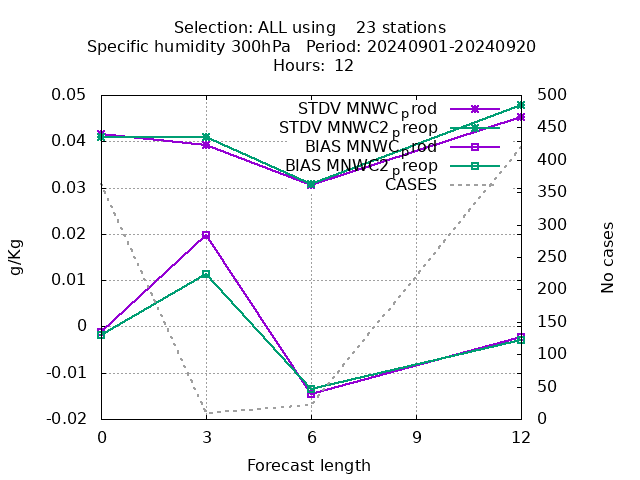 Selection: ALL using    23 stations
Specific humidity 300hPa   Period: 20240901-20240920
Hours:  12
0.05
0.04
0.03
0.02
0.01
0
-0.01
-0.02
g/Kg
STDV MNWC_prod
STDV MNWC2_preop
BIAS MNWC_prod
BIAS MNWC2_preop
CASES
500
450
400
350
300
250
200
150
100
50
0
No cases
0 3 6 9 12
Forecast length